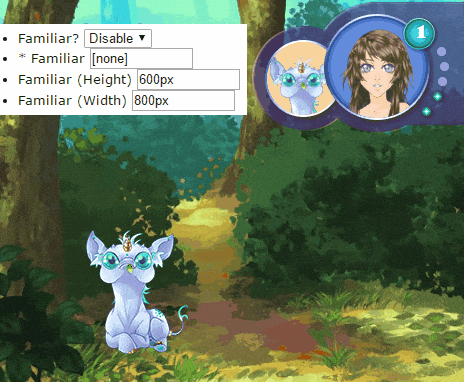 Familiar? Disable
* Familiar [none]
Familiar (Height) 600px
Familiar (Width) 800px
1